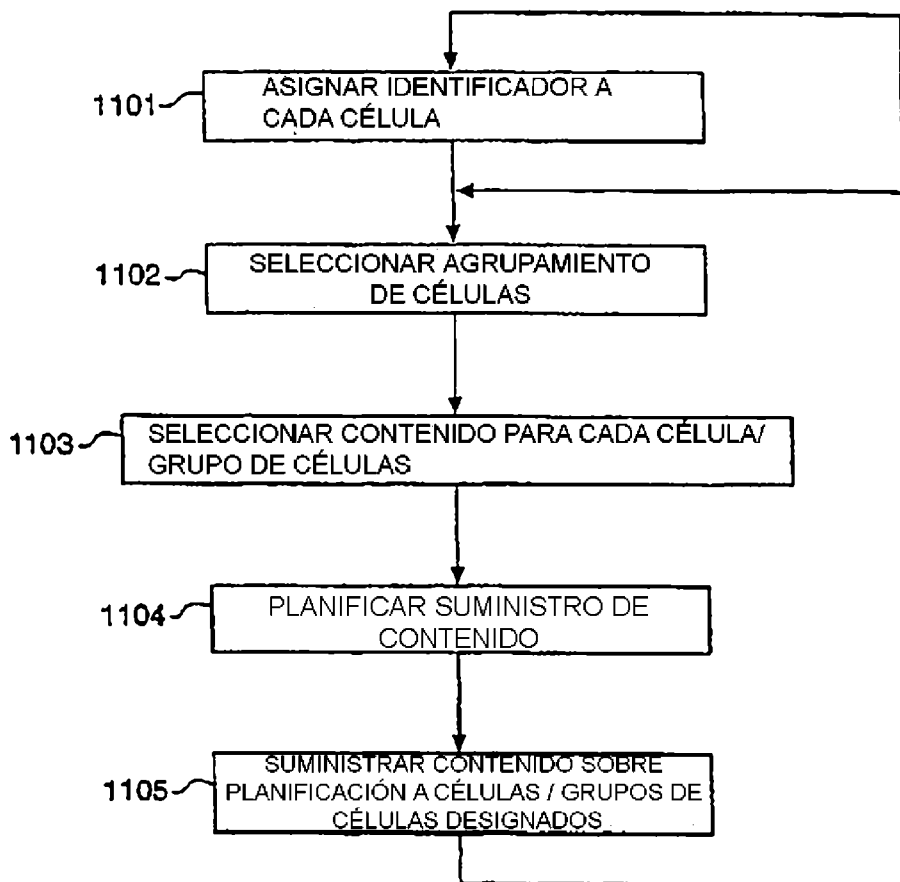 1101
ASIGNAR IDENTIFICADOR A
CADA CÉLULA
1102
SELECCIONAR AGRUPAMIENTO
DE CÉLULAS
1103
SELECCIONAR CONTENIDO PARA CADA CÉLULA/
GRUPO DE CÉLULAS
1104
PLANIFICAR SUMINISTRO DE
CONTENIDO
1105
SUMINISTRAR CONTENIDO SOBRE
PLANIFICACIÓN A CÉLULAS / GRUPOS DE
CÉLULAS DESIGNADOS